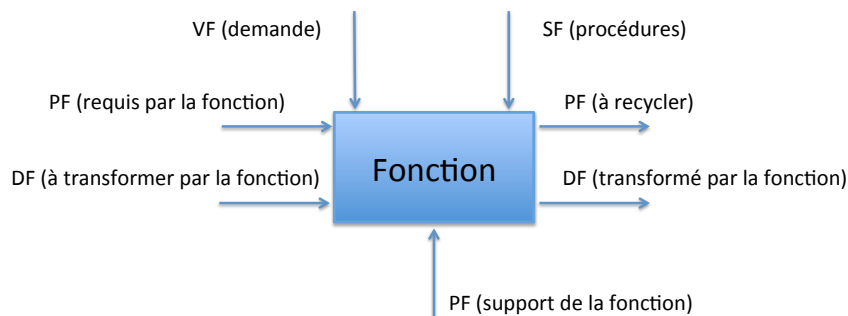 VF (demande)
SF (procédures)
PF (requis par la fonction)
PF (à recycler)
DF (à transformer par la fonction)
Fonction
DF (transformé par la fonction)
PF (support de la fonction)